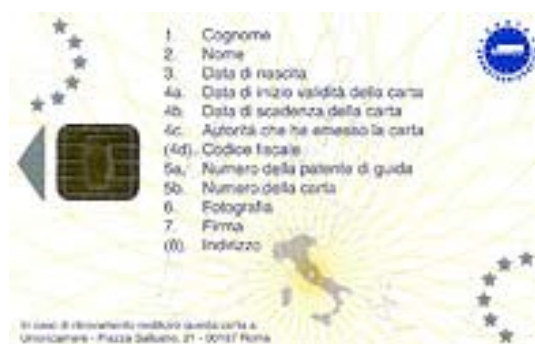 1. Cognome
2. Nome
3. Data di nascita
4a. Data di inizio validità della carta
4b. Data di scadenza della carta
4c. Autorità che ha emesso la carta
(4d). Codice fiscale
5a. Numero della patente di guida
5b. Numero della carta
6. Fotografia
7. Firma
(8). Indirizzo
In caso di ritrovamento restituire questa carta a:
Unioncamere - Piazza Sallustio, 21 - 00187 Roma